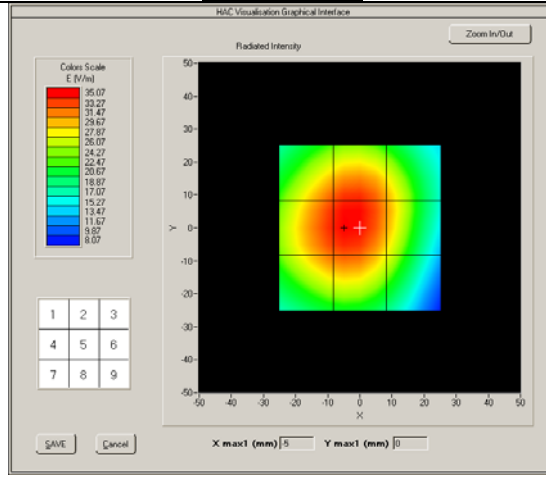 HAC Visualisation Graphical Interface
Zoom In/Out
Radiated Intensity
Colors Scale
E (V/m)
35.07
33.27
31.47
29.67
27.87
26.07
24.27
22.47
20.67
18.87
17.07
15.27
13.47
11.67
9.87
8.07
50
40
30
20
10
0
-10
-20
-30
-40
-50
Y
-50 -40 -30 -20 -10 0 10 20 30 40 50
X
1 2 3
4 5 6
7 8 9
SAVE
Cancel
X max1 (mm) -5
Y max1 (mm) 0